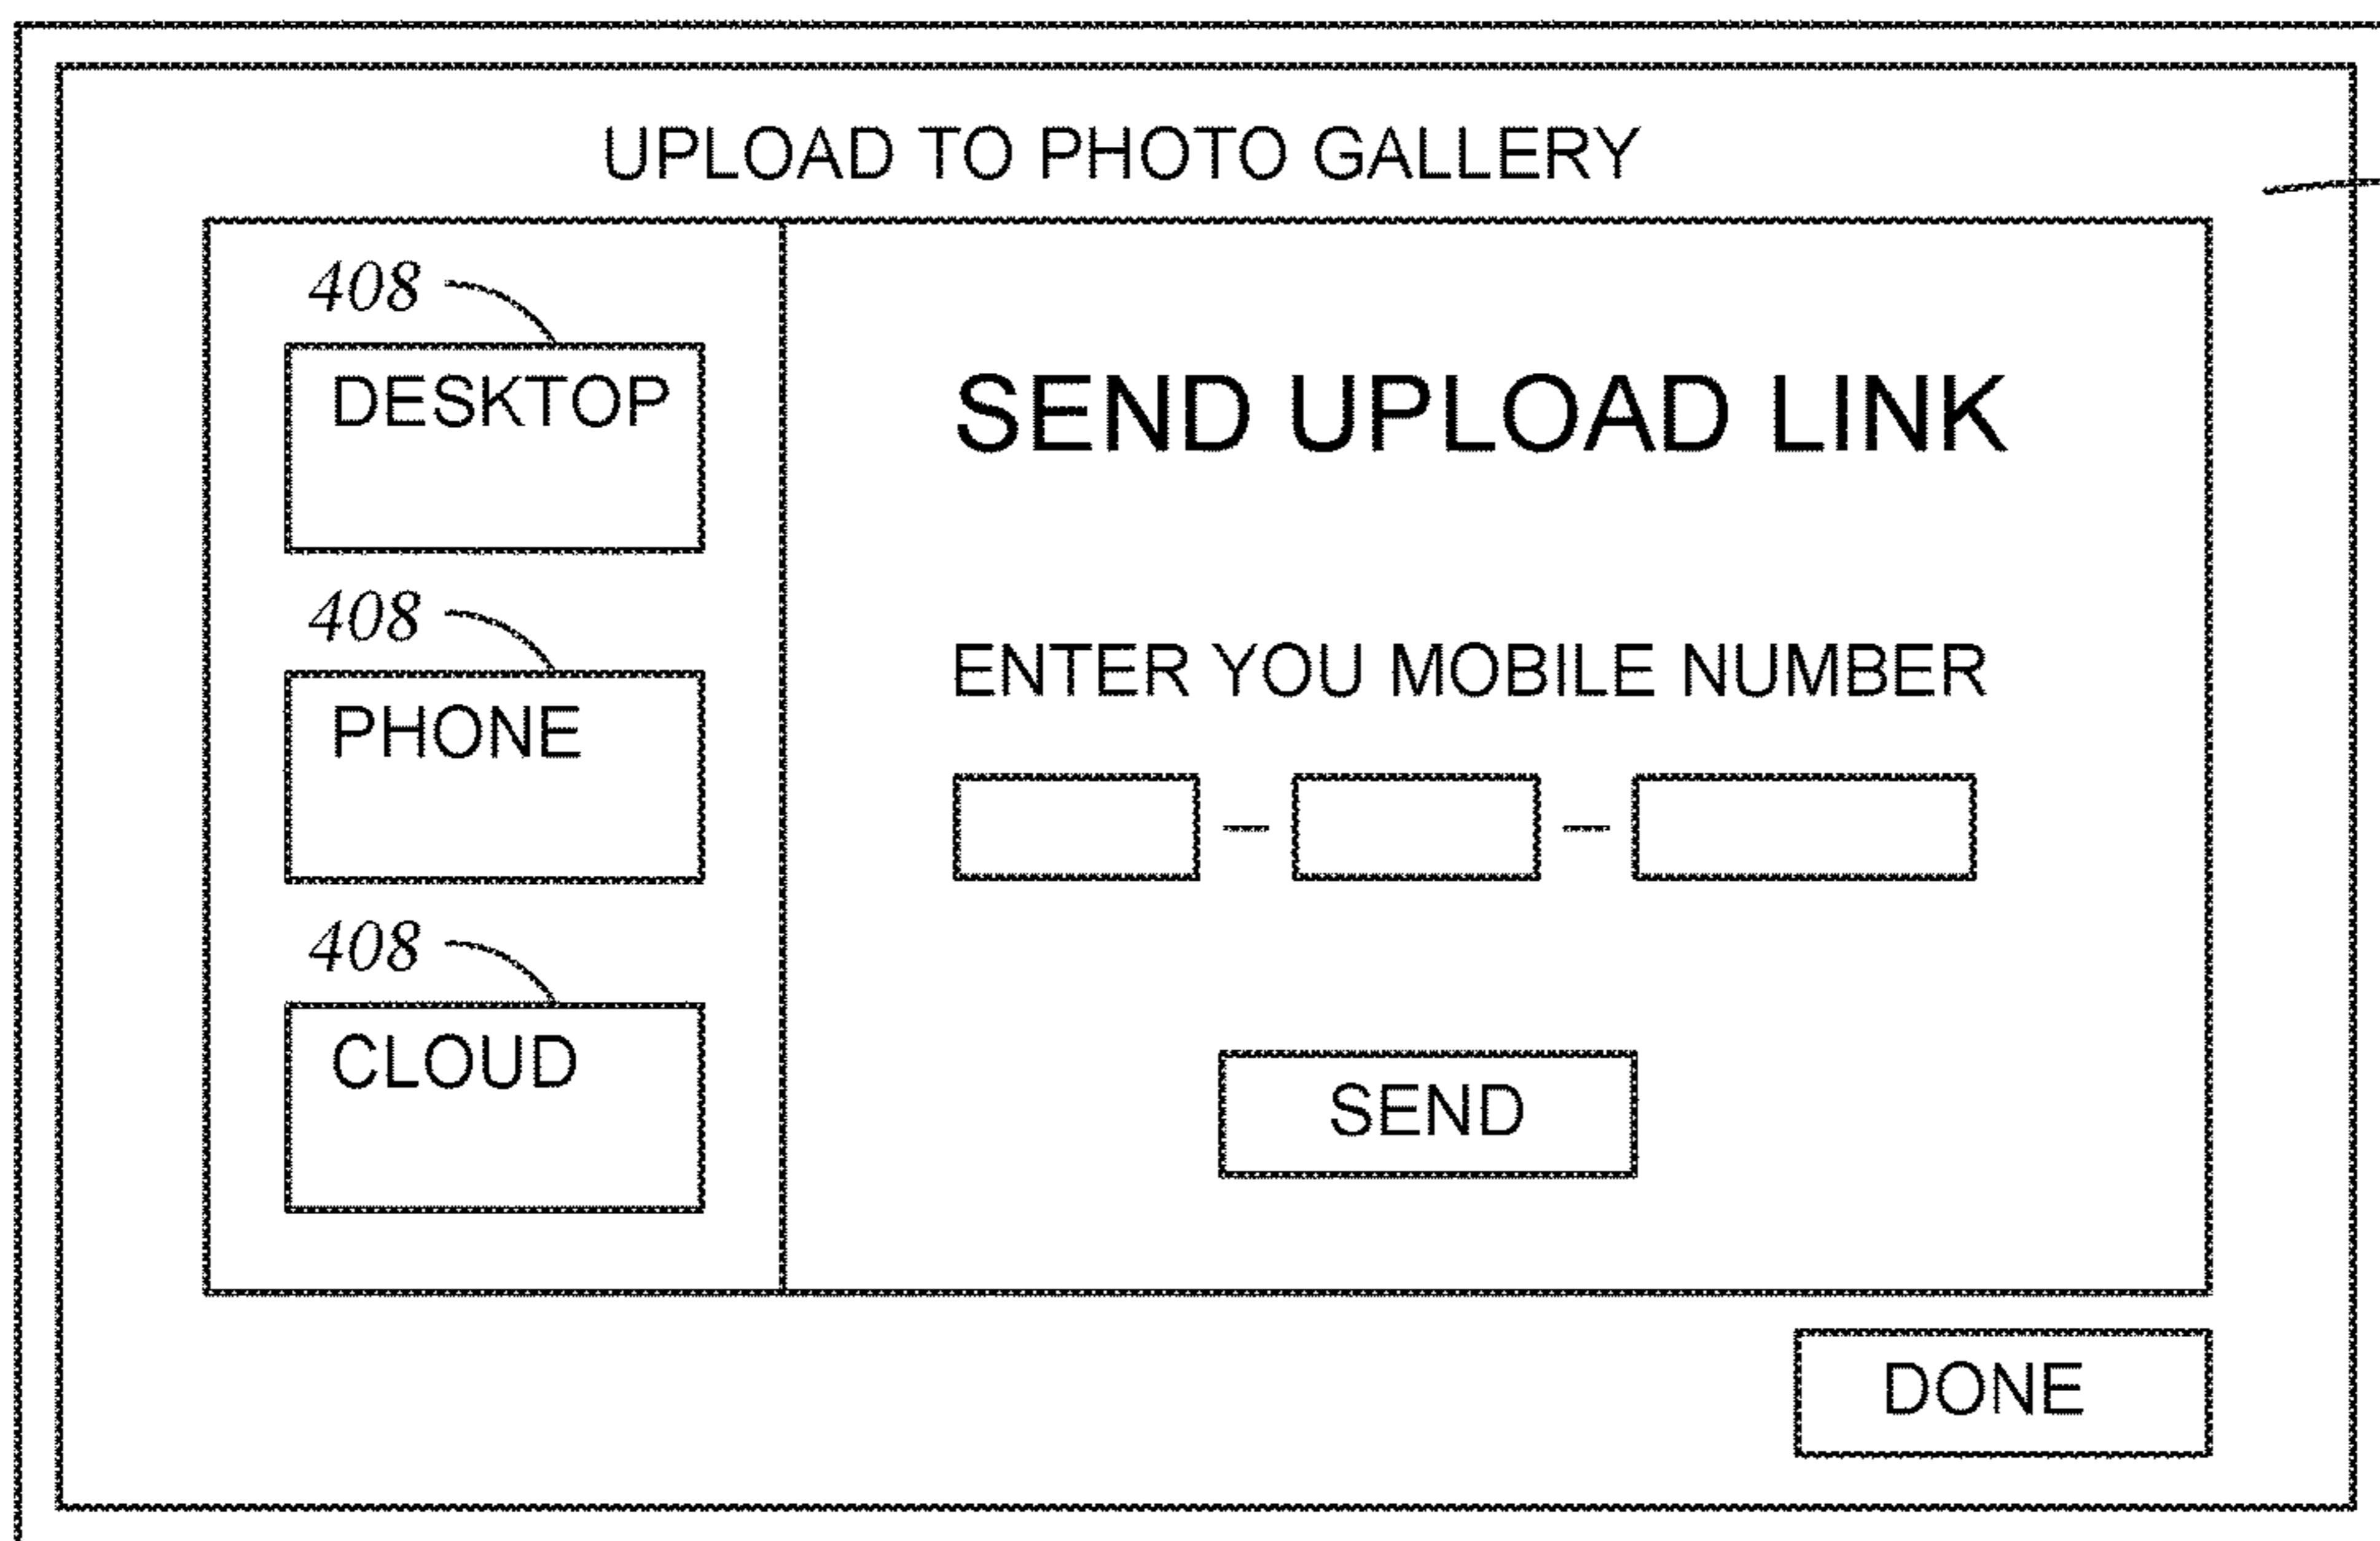 UPLOAD TO PHOTO GALLERY
408
DESKTOP
408
PHONE
408
CLOUD
SEND UPLOAD LINK
ENTER YOU MOBILE NUMBER
– –
SEND
DONE